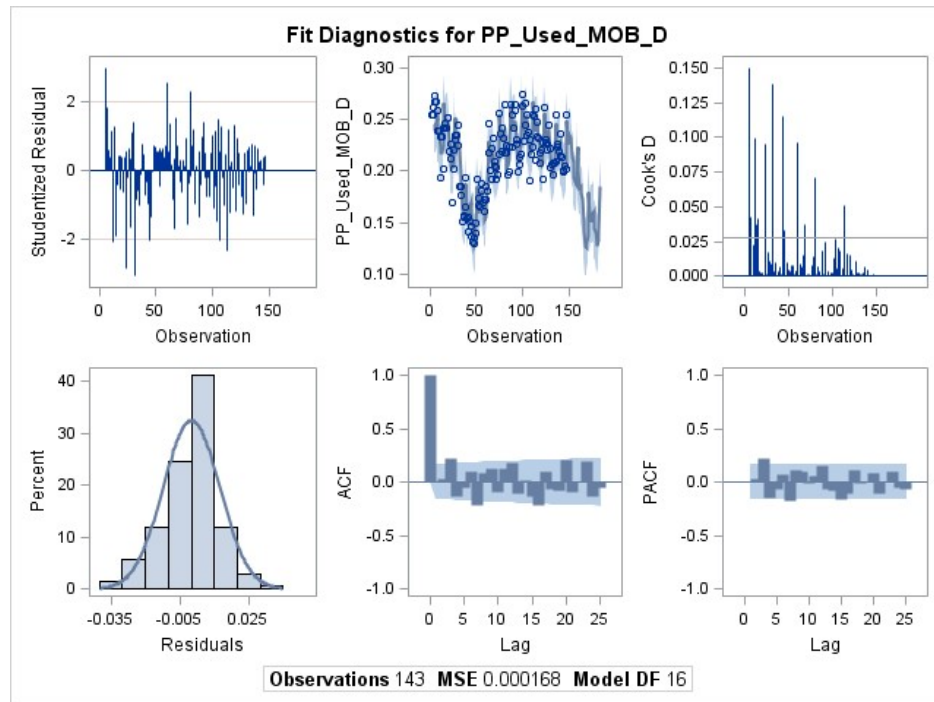 Fit Diagnostics for PP_Used_MOB_D
Studentized Residual
2
0
-2
0 50 100 150
Observation
PP_Used_MOB_D
0.30
0.25
0.20
0.15
0.10
0 50 100 150
Observation
Cook's D
0.150
0.125
0.100
0.075
0.050
0.025
0.000
0 50 100 150
Observation
Percent
40
30
20
10
0
-0.035 -0.005 0.025
Residuals
ACF
1.0
0.5
0.0
-0.5
-1.0
0 5 10 15 20 25
Lag
PACF
1.0
0.5
0.0
-0.5
-1.0
0 5 10 15 20 25
Lag
Observations 143 MSE 0.000168 Model DF 16